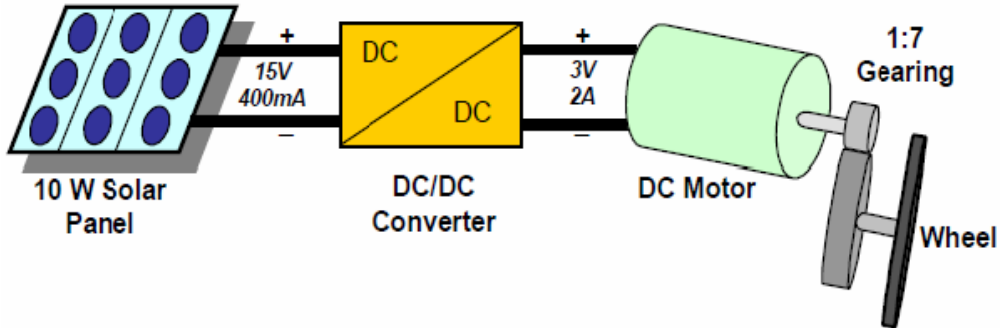 +
15V
400mA
–
10 W Solar
Panel
DC
DC
DC/DC
Converter
+
3V
2A
–
DC Motor
1:7
Gearing
Wheel